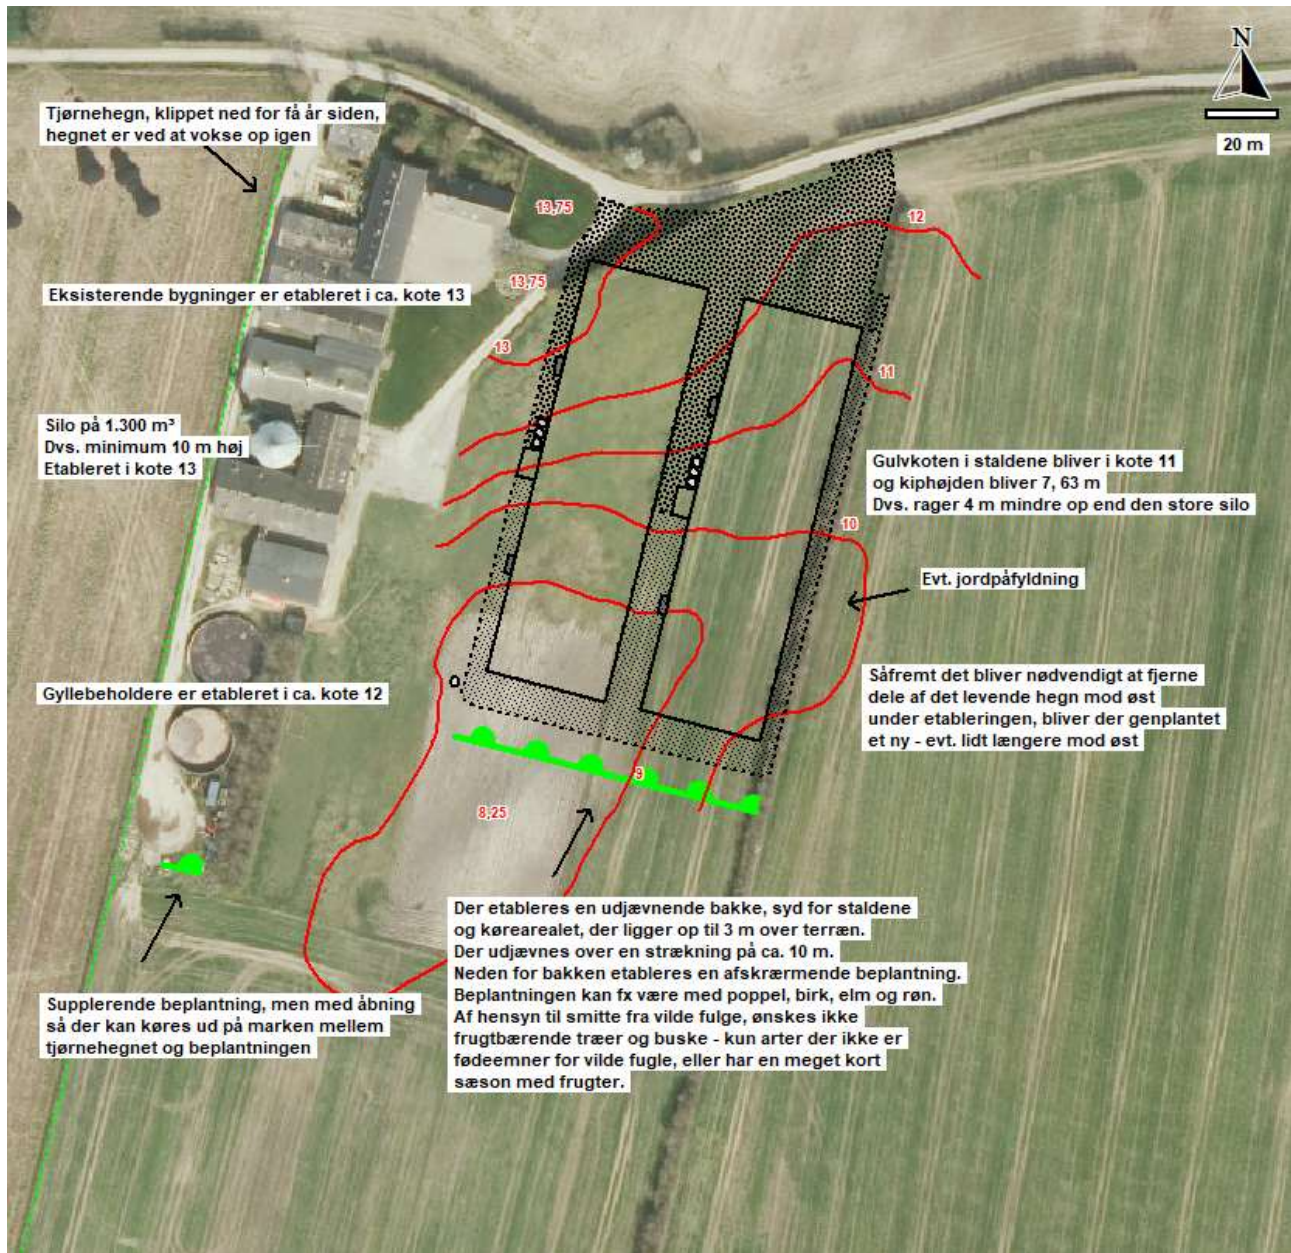 N
20 m
Tjørnehegn, klippet ned for få år siden,
hegnet er ved at vokse op igen
13,75
12
13,75
Eksisterende bygninger er etableret i ca. kote 13
13
11
Silo på 1.300 m³
Dvs. minimum 10 m høj
Etableret i kote 13
Gulvkoten i staldene bliver i kote 11
og kiphøjden bliver 7, 63 m
Dvs. rager 4 m mindre op end den store silo
10
Evt. jordpåfyldning
Gyllebeholdere er etableret i ca. kote 12
Såfremt det bliver nødvendigt at fjerne
dele af det levende hegn mod øst
under etableringen, bliver der genplantet
et ny - evt. lidt længere mod øst
9
8,25
Der etableres en udjævnende bakke, syd for staldene
og kørearealet, der ligger op til 3 m over terræn.
Der udjævnes over en strækning på ca. 10 m.
Neden for bakken etableres en afskrærmende beplantning.
Beplantningen kan fx være med poppel, birk, elm og røn.
Af hensyn til smitte fra vilde fulge, ønskes ikke
frugtbærende træer og buske - kun arter der ikke er
fødeemner for vilde fugle, eller har en meget kort
sæson med frugter.
Supplerende beplantning, men med åbning
så der kan køres ud på marken mellem
tjørnehegnet og beplantningen